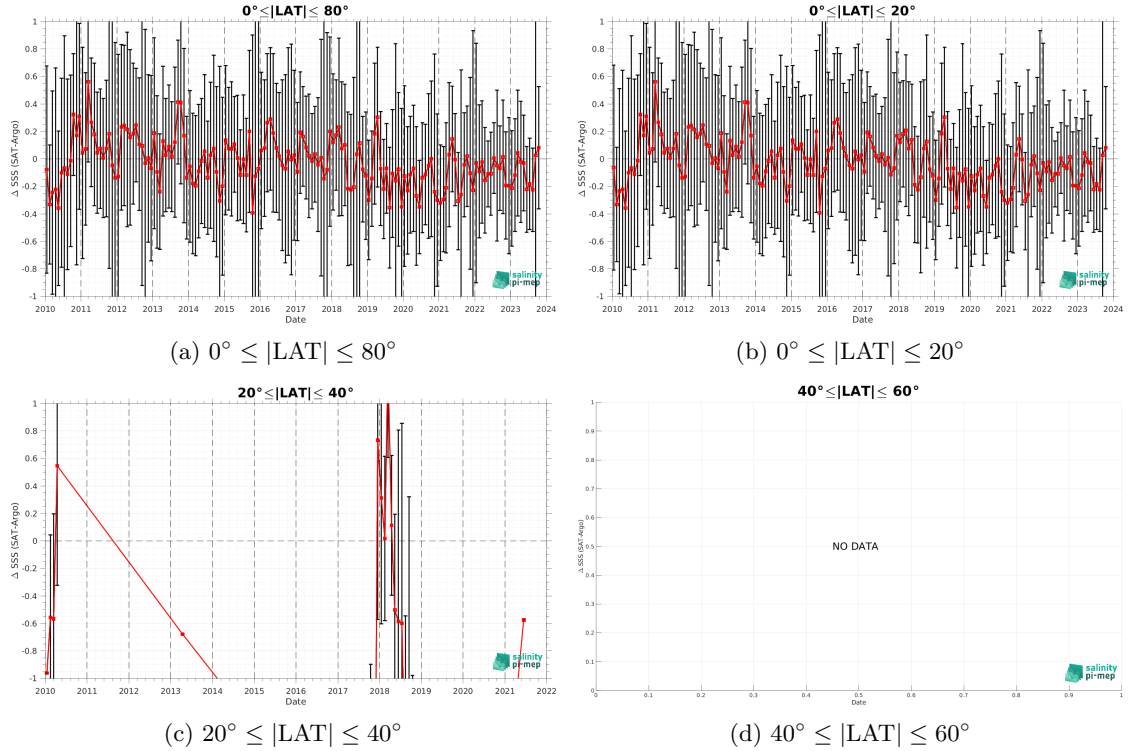 0°≤|LAT|≤ 80°
Δ SSS (SAT-Argo)
1
0.8
0.6
0.4
0.2
0
-0.2
-0.4
-0.6
-0.8
-1
2010 2011 2012 2013 2014 2015 2016 2017 2018 2019 2020 2021 2022 2023 2024
Date
salinity
pi-mep
(a) 0° ≤ |LAT| ≤ 80°
0°≤|LAT|≤ 20°
Δ SSS (SAT-Argo)
1
0.8
0.6
0.4
0.2
0
-0.2
-0.4
-0.6
-0.8
-1
2010 2011 2012 2013 2014 2015 2016 2017 2018 2019 2020 2021 2022 2023 2024
Date
salinity
pi-mep
(b) 0° ≤ |LAT| ≤ 20°
20°≤|LAT|≤ 40°
Δ SSS (SAT-Argo)
1
0.8
0.6
0.4
0.2
0
-0.2
-0.4
-0.6
-0.8
-1
2010 2011 2012 2013 2014 2015 2016 2017 2018 2019 2020 2021 2022
Date
salinity
pi-mep
(c) 20° ≤ |LAT| ≤ 40°
40°≤|LAT|≤ 60°
Δ SSS (SAT-Argo)
1
0.9
0.8
0.7
0.6
0.5
0.4
0.3
0.2
0.1
0
NO DATA
0 0.1 0.2 0.3 0.4 0.5 0.6 0.7 0.8 0.9 1
Date
salinity
pi-mep
(d) 40° ≤ |LAT| ≤ 60°